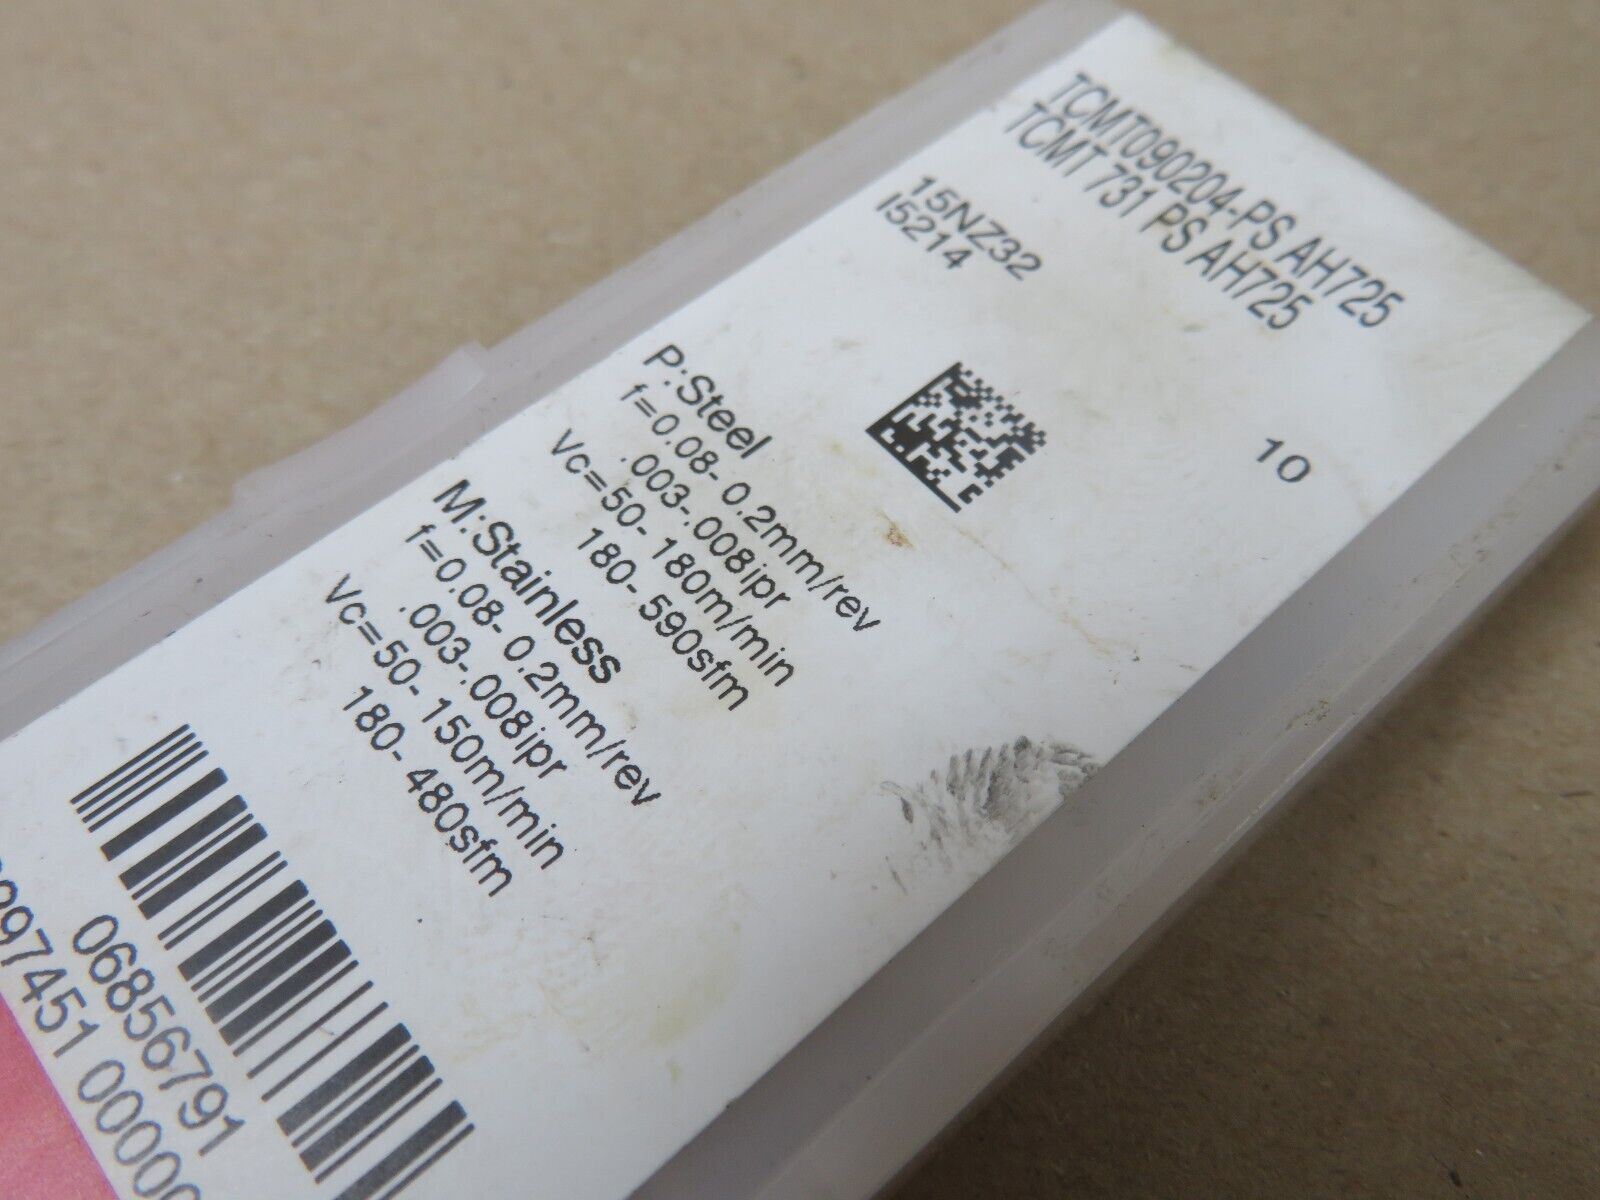 TCMT090204-PS AH725
TCMT 731 PS AH725
15NZ32
I5214
10
P:Steel
f=0.08-0.2mm/rev
.003-.008ipr
Vc=50-180m/min
180-590sfm
M:Stainless
f=0.08-0.2mm/rev
.003-.008ipr
Vc=50-150m/min
180-480sfm
06856791